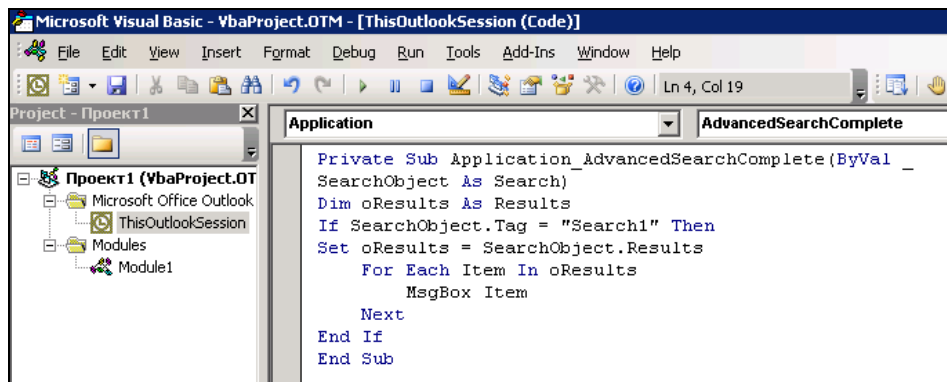 Microsoft Visual Basic - VbaProject.OTM - [ThisOutlookSession (Code)]
File Edit View Insert Format Debug Run Tools Add-Ins Window Help
Ln 4, Col 19
Project - Проект1
Проект1 (VbaProject.OT
Microsoft Office Outlook
ThisOutlookSession
Modules
Module1
Application
AdvancedSearchComplete
Private Sub Application_AdvancedSearchComplete(ByVal _
SearchObject As Search)
Dim oResults As Results
If SearchObject.Tag = "Search1" Then
Set oResults = SearchObject.Results
For Each Item In oResults
MsgBox Item
Next
End If
End Sub